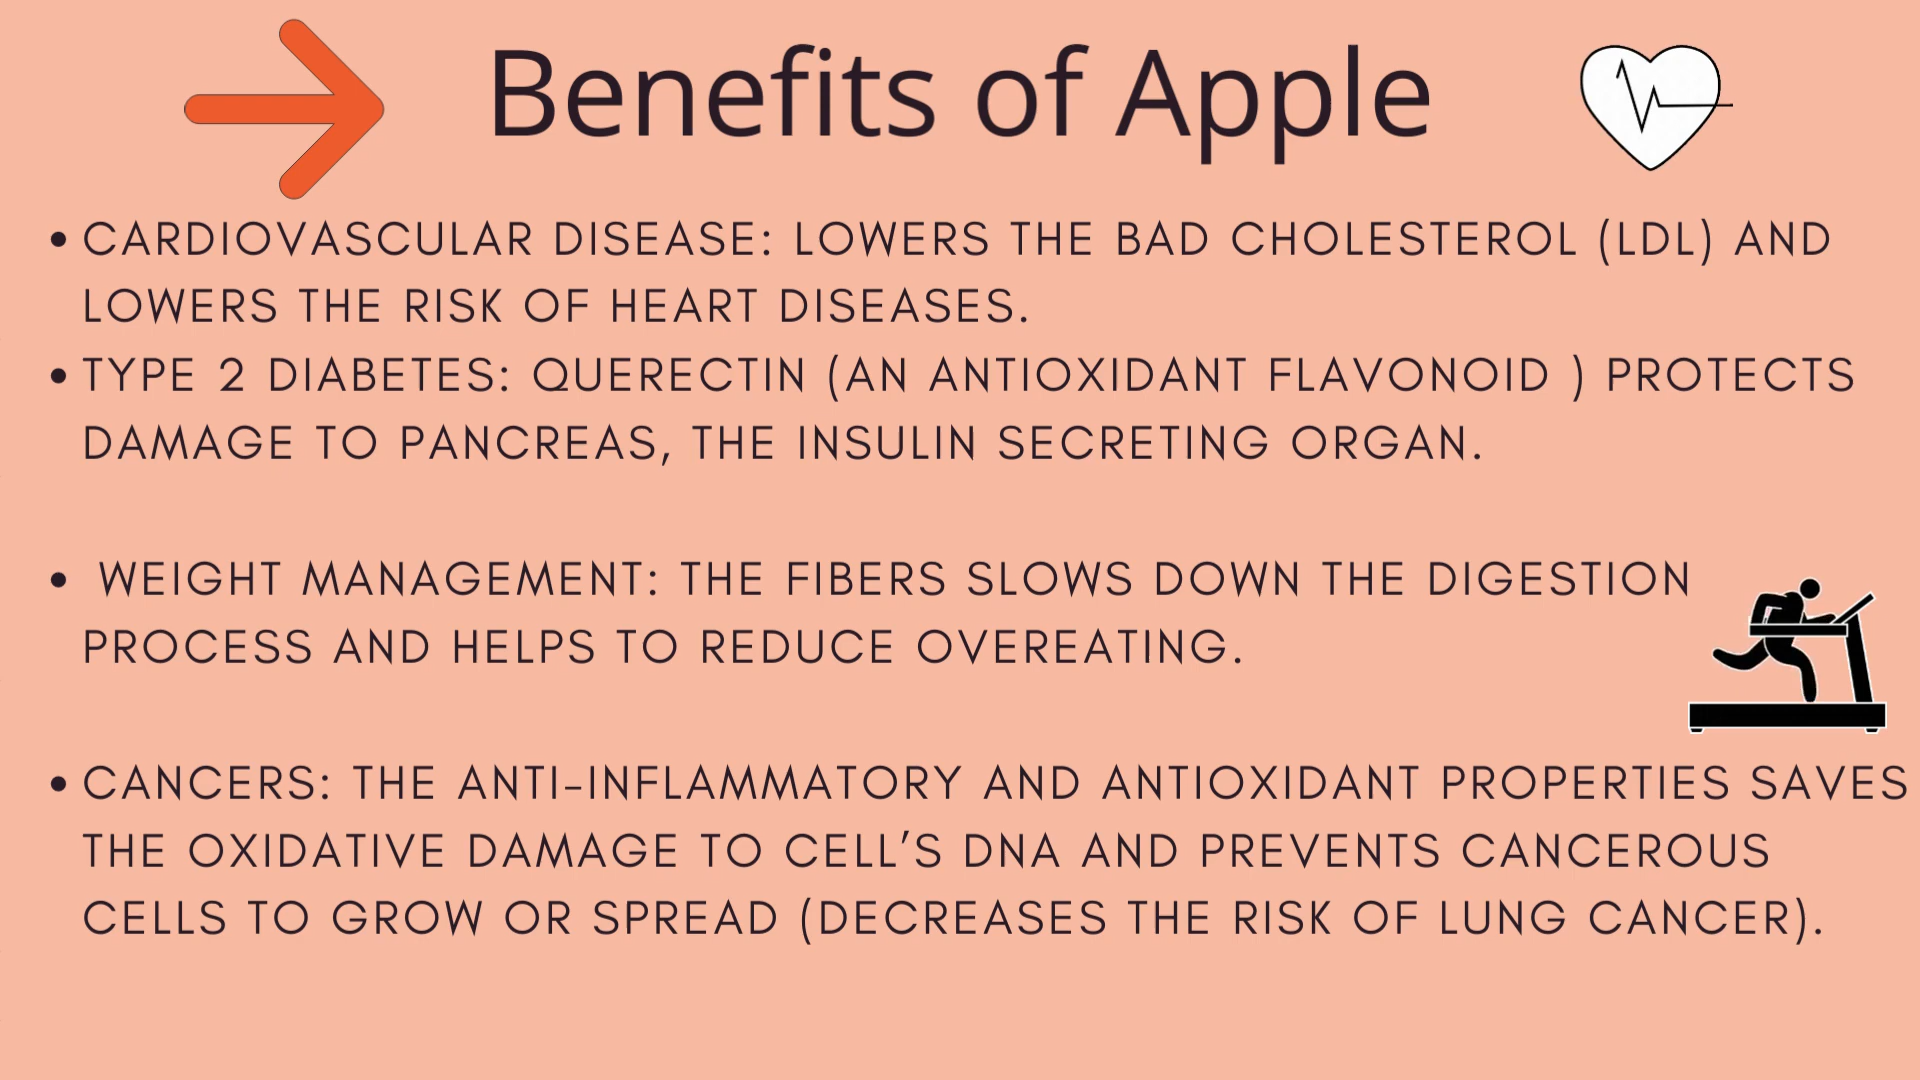 Benefits of Apple
• CARDIOVASCULAR DISEASE: LOWERS THE BAD CHOLESTEROL (LDL) AND
LOWERS THE RISK OF HEART DISEASES.
• TYPE 2 DIABETES: QUERECTIN (AN ANTIOXIDANT FLAVONOID ) PROTECTS
DAMAGE TO PANCREAS, THE INSULIN SECRETING ORGAN.
• WEIGHT MANAGEMENT: THE FIBERS SLOWS DOWN THE DIGESTION
PROCESS AND HELPS TO REDUCE OVEREATING.
• CANCERS: THE ANTI-INFLAMMATORY AND ANTIOXIDANT PROPERTIES SAVES
THE OXIDATIVE DAMAGE TO CELL’S DNA AND PREVENTS CANCEROUS
CELLS TO GROW OR SPREAD (DECREASES THE RISK OF LUNG CANCER).